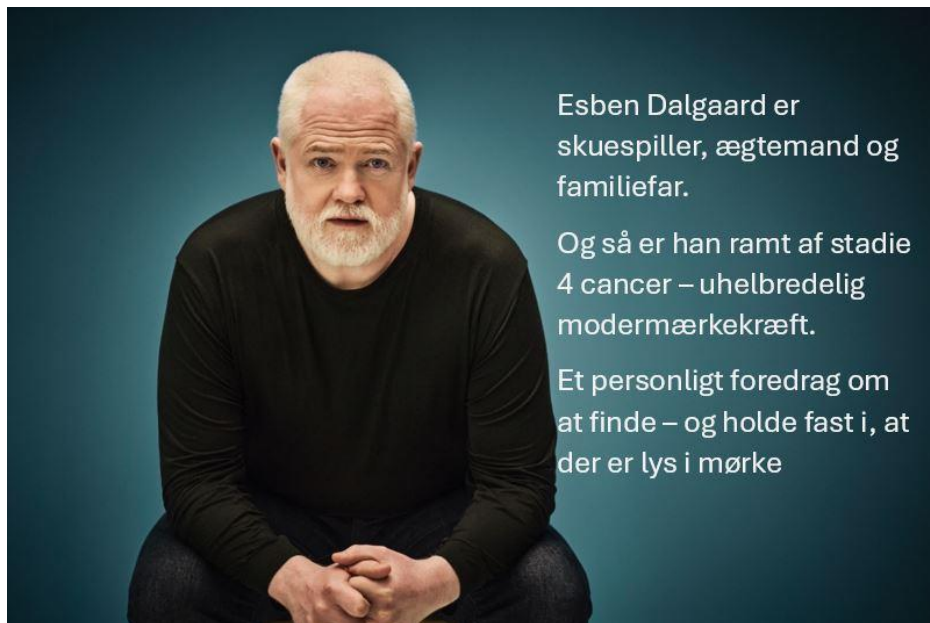 Esben Dalgaard er
skuespiller, ægtemand og
familiefar.
Og så er han ramt af stadie
4 cancer – uhelbredelig
modermærkekræft.
Et personligt foredrag om
at finde – og holde fast i, at
der er lys i mørke